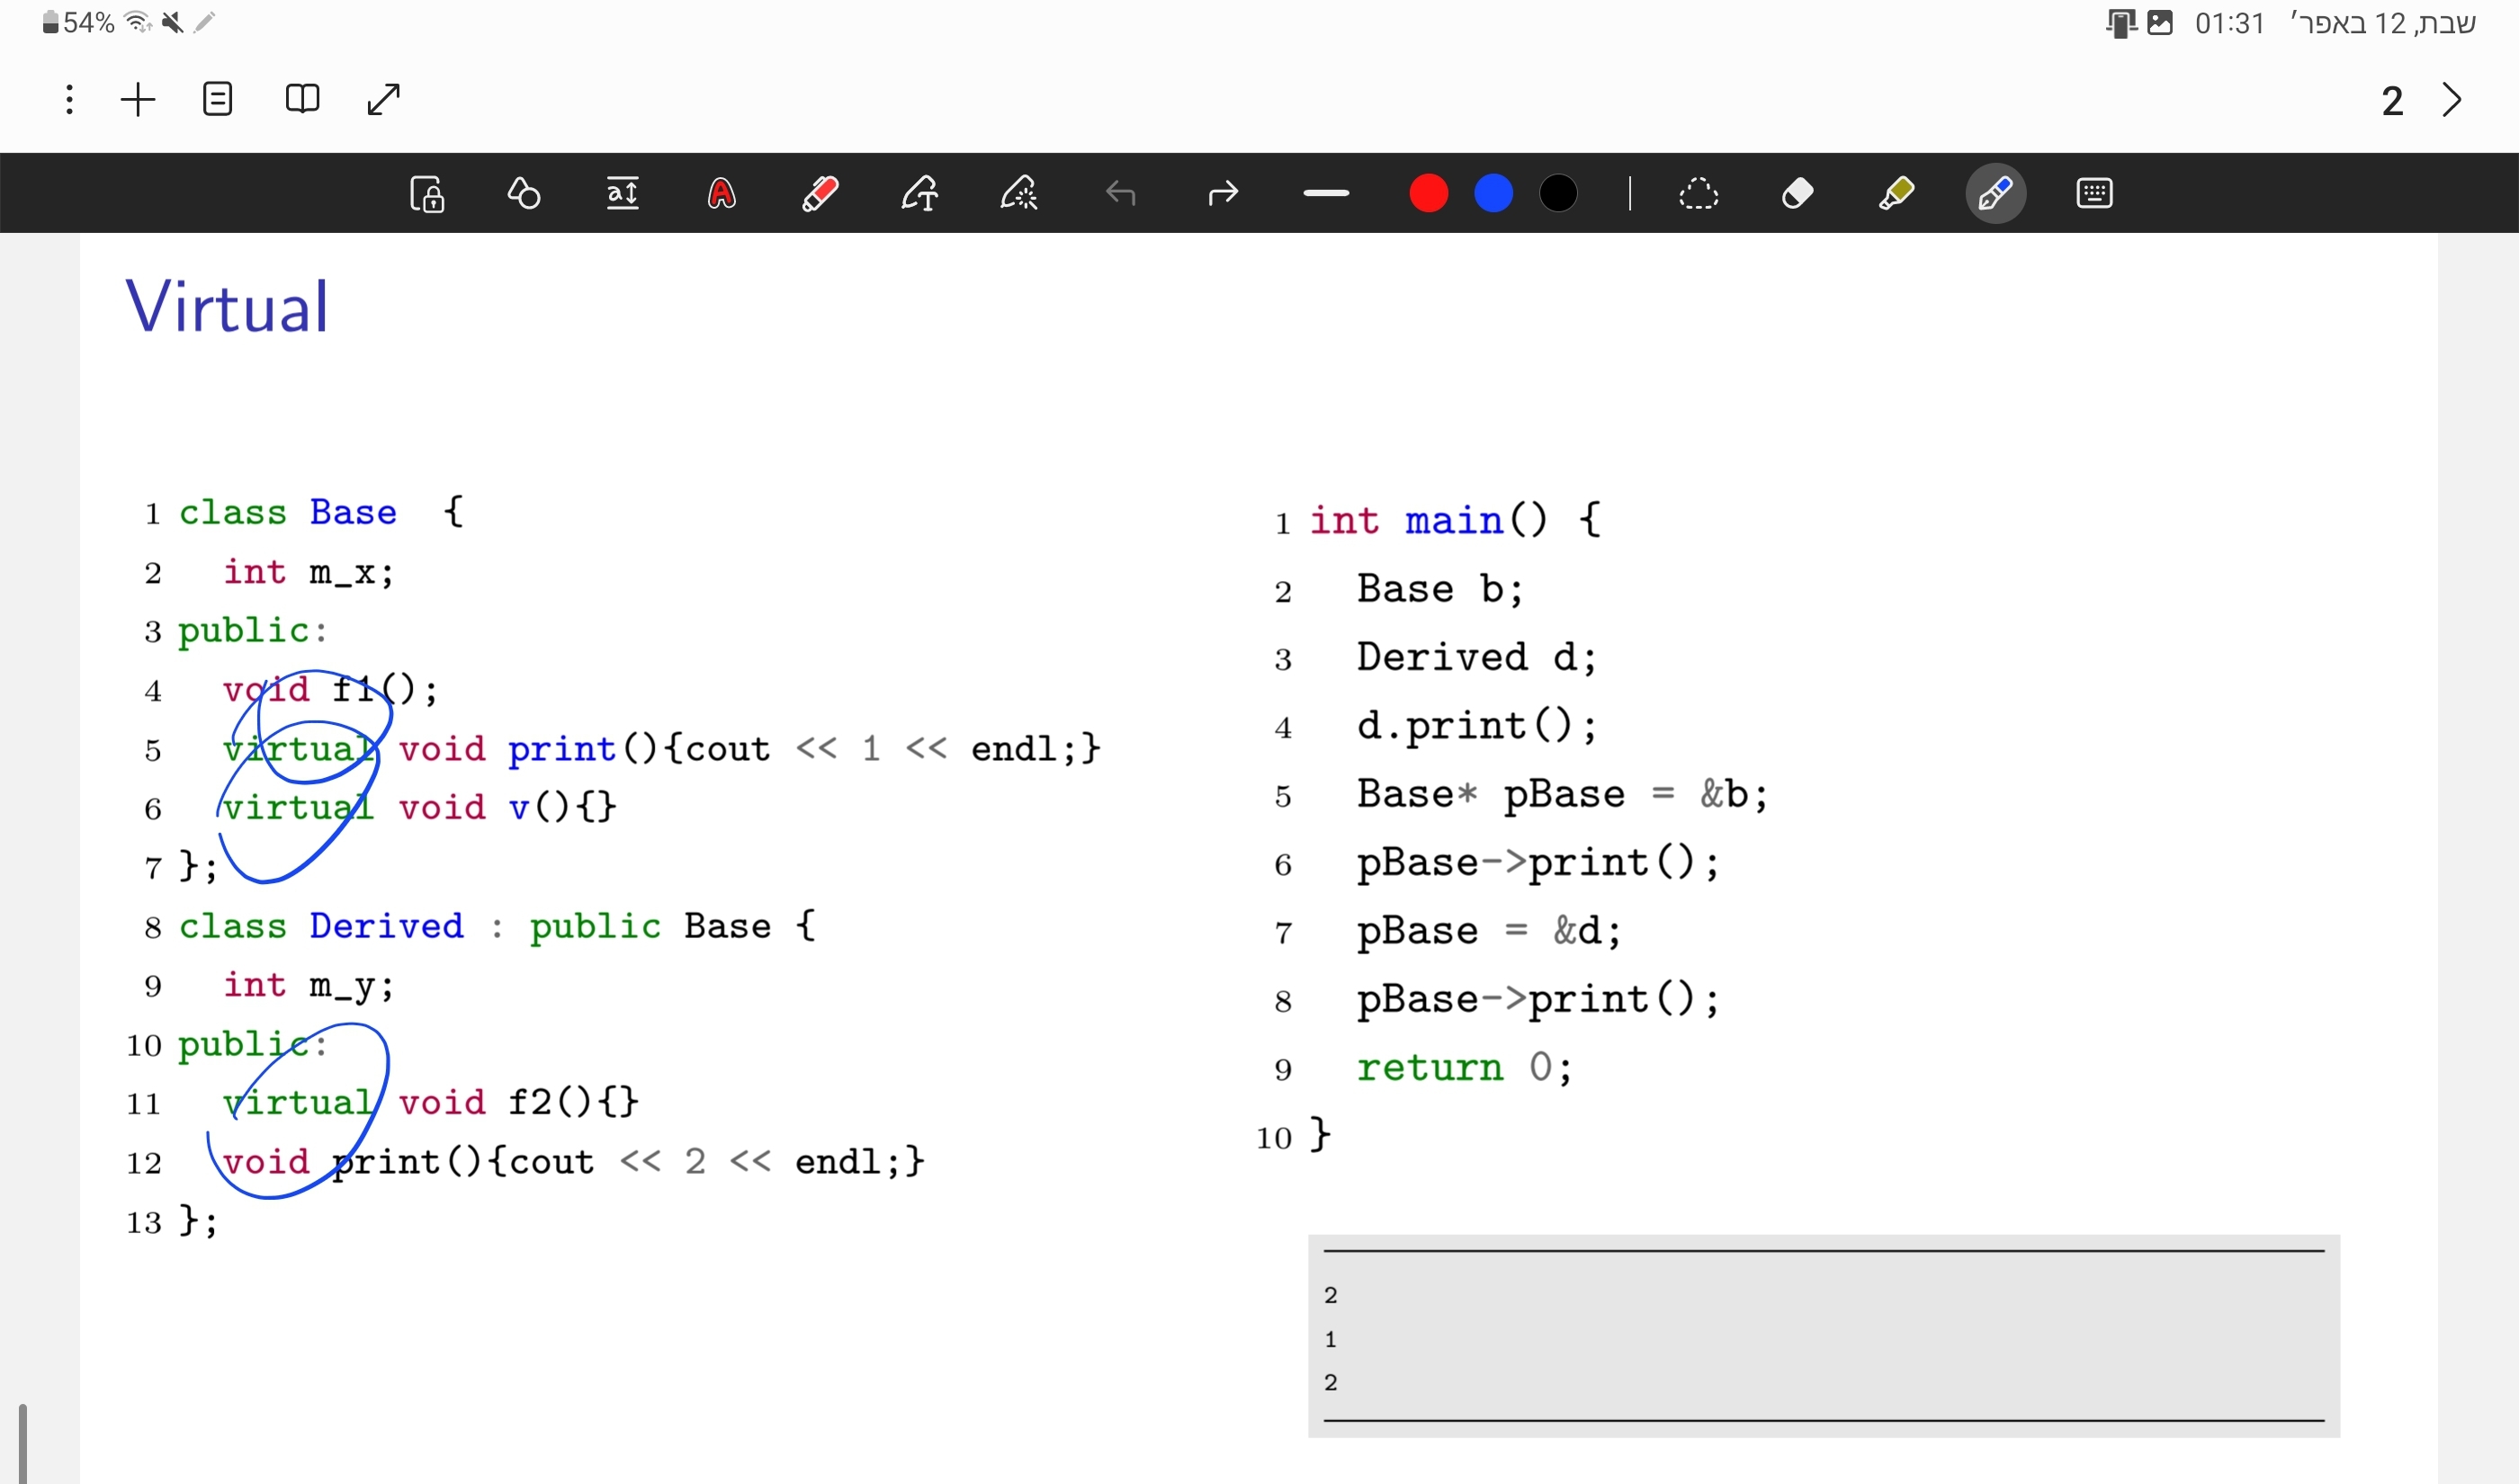 54%
שבת, 12 באפר׳ 01:31
2
Virtual
1 class Base {
2 int m_x;
3 public:
4 void f1();
5 virtual void print(){cout << 1 << endl;}
6 virtual void v(){}
7 };
8 class Derived : public Base {
9 int m_y;
10 public:
11 virtual void f2(){}
12 void print(){cout << 2 << endl;}
13 };
1 int main() {
2 Base b;
3 Derived d;
4 d.print();
5 Base* pBase = &b;
6 pBase->print();
7 pBase = &d;
8 pBase->print();
9 return 0;
10 }
2
1
2